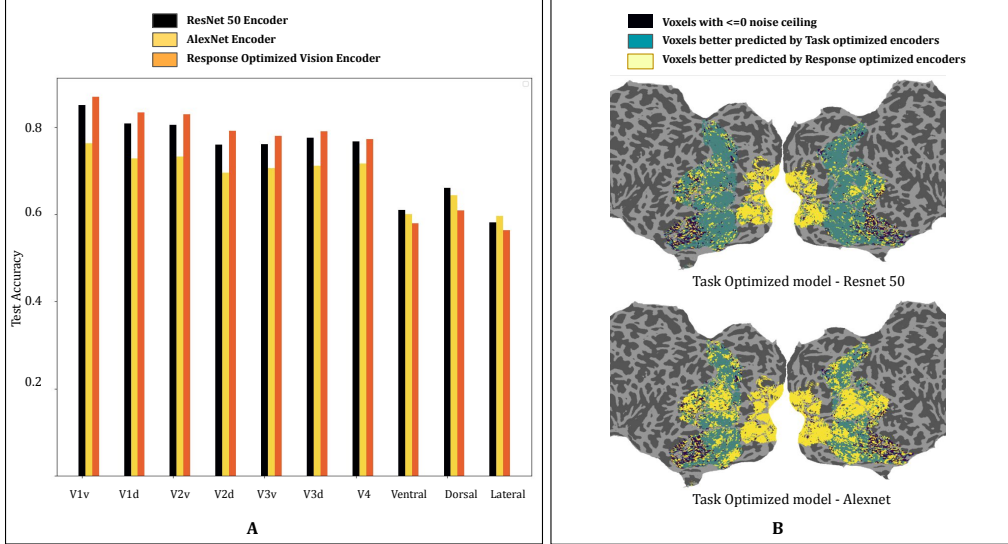 ResNet 50 Encoder
AlexNet Encoder
Response Optimized Vision Encoder
Test Accuracy
0.8
0.6
0.4
0.2
V1v V1d V2v V2d V3v V3d V4 Ventral Dorsal Lateral
A
Voxels with <=0 noise ceiling
Voxels better predicted by Task optimized encoders
Voxels better predicted by Response optimized encoders
Task Optimized model - Resnet 50
Task Optimized model - Alexnet
B